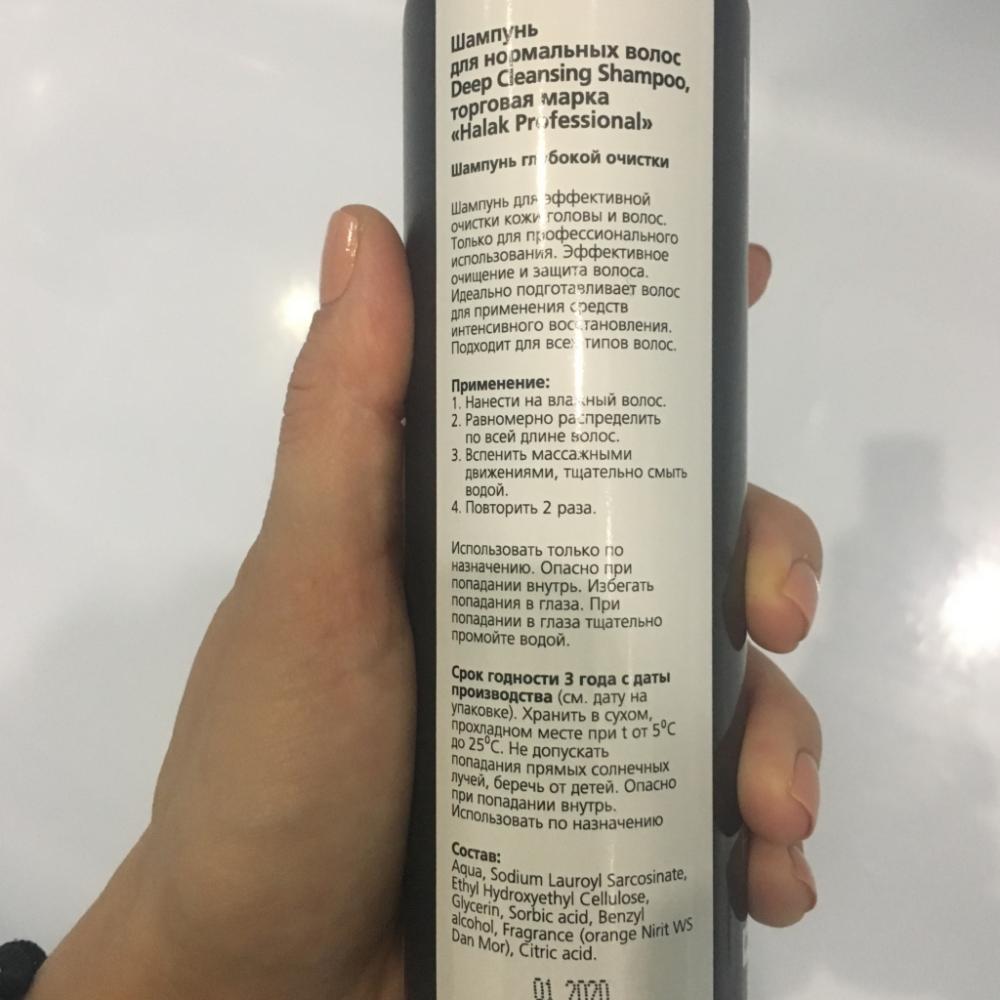 Шампунь
для нормальных волос
Deep Cleansing Shampoo,
торговая марка
«Halak Professional»
Шампунь глубокой очистки
Шампунь для эффективной
очистки кожи головы и волос.
Только для профессионального
использования. Эффективное
очищение и защита волоса.
Идеально подготавливает волос
для применения средств
интенсивного восстановления.
Подходит для всех типов волос.
Применение:
1. Нанести на влажный волос.
2. Равномерно распределить
по всей длине волос.
3. Вспенить массажными
движениями, тщательно смыть
водой.
4. Повторить 2 раза.
Использовать только по
назначению. Опасно при
попадании внутрь. Избегать
попадания в глаза. При
попадании в глаза тщательно
промойте водой.
Срок годности 3 года с даты
производства (см. дату на
упаковке). Хранить в сухом,
прохладном месте при t от 5⁰C
до 25⁰C. Не допускать
попадания прямых солнечных
лучей, беречь от детей. Опасно
при попадании внутрь.
Использовать по назначению
Состав:
Aqua, Sodium Lauroyl Sarcosinate,
Ethyl Hydroxyethyl Cellulose,
Glycerin, Sorbic acid, Benzyl
alcohol, Fragrance (orange Nirit WS
Dan Mor), Citric acid.
01 2020